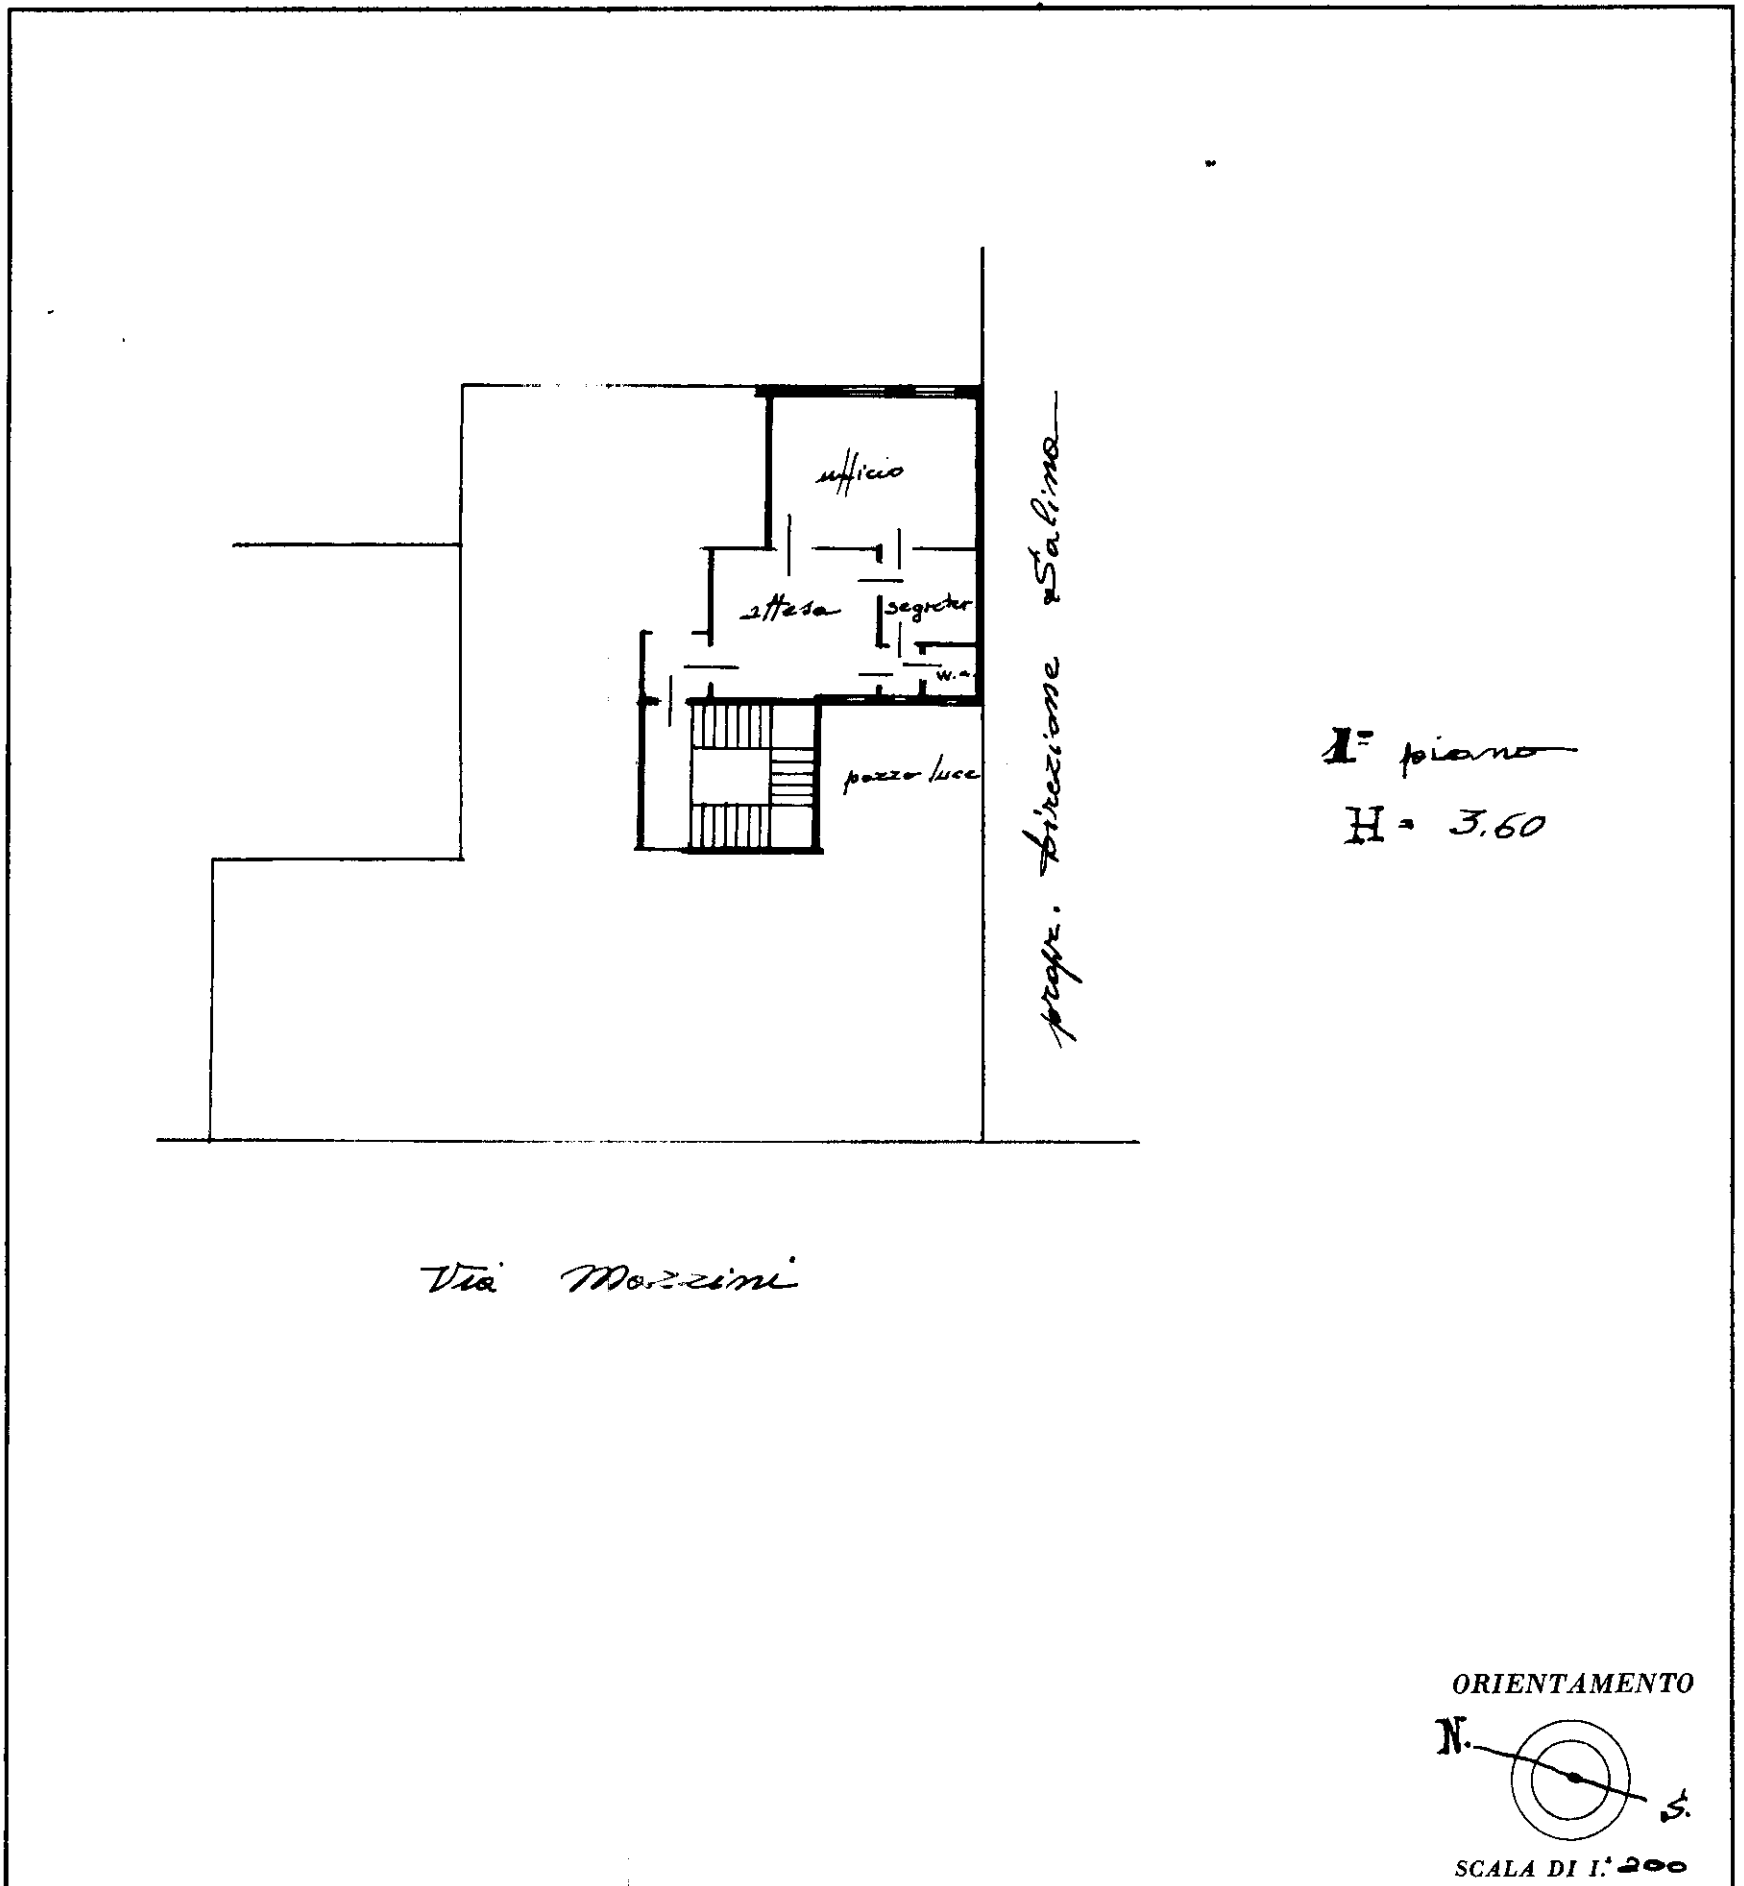 ufficio
attesa
segreter
w.c.
pozzo luce
propr. Direzione Salino
1° piano
H = 3.60
Via Mazzini
ORIENTAMENTO
N.
S.
SCALA DI 1: 200